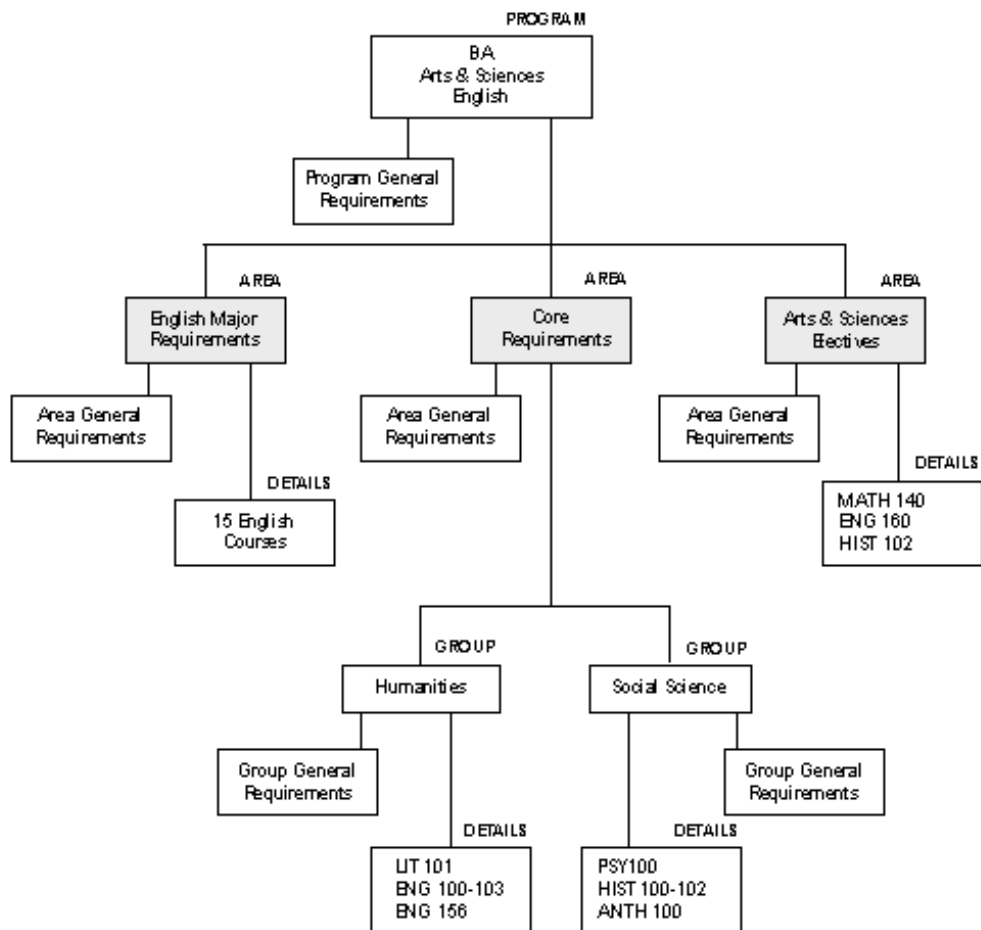 PROGRAM
BA
Arts & Sciences
English
Program General
Requirements
AREA
AREA
AREA
English Major
Requirements
Core
Requirements
Arts & Sciences
Electives
Area General
Requirements
Area General
Requirements
Area General
Requirements
DETAILS
DETAILS
15 English
Courses
MATH 140
ENG 160
HIST 102
GROUP
GROUP
Humanities
Social Science
Group General
Requirements
Group General
Requirements
DETAILS
DETAILS
LIT 101
ENG 100-103
ENG 156
PSY100
HIST 100-102
ANTH 100